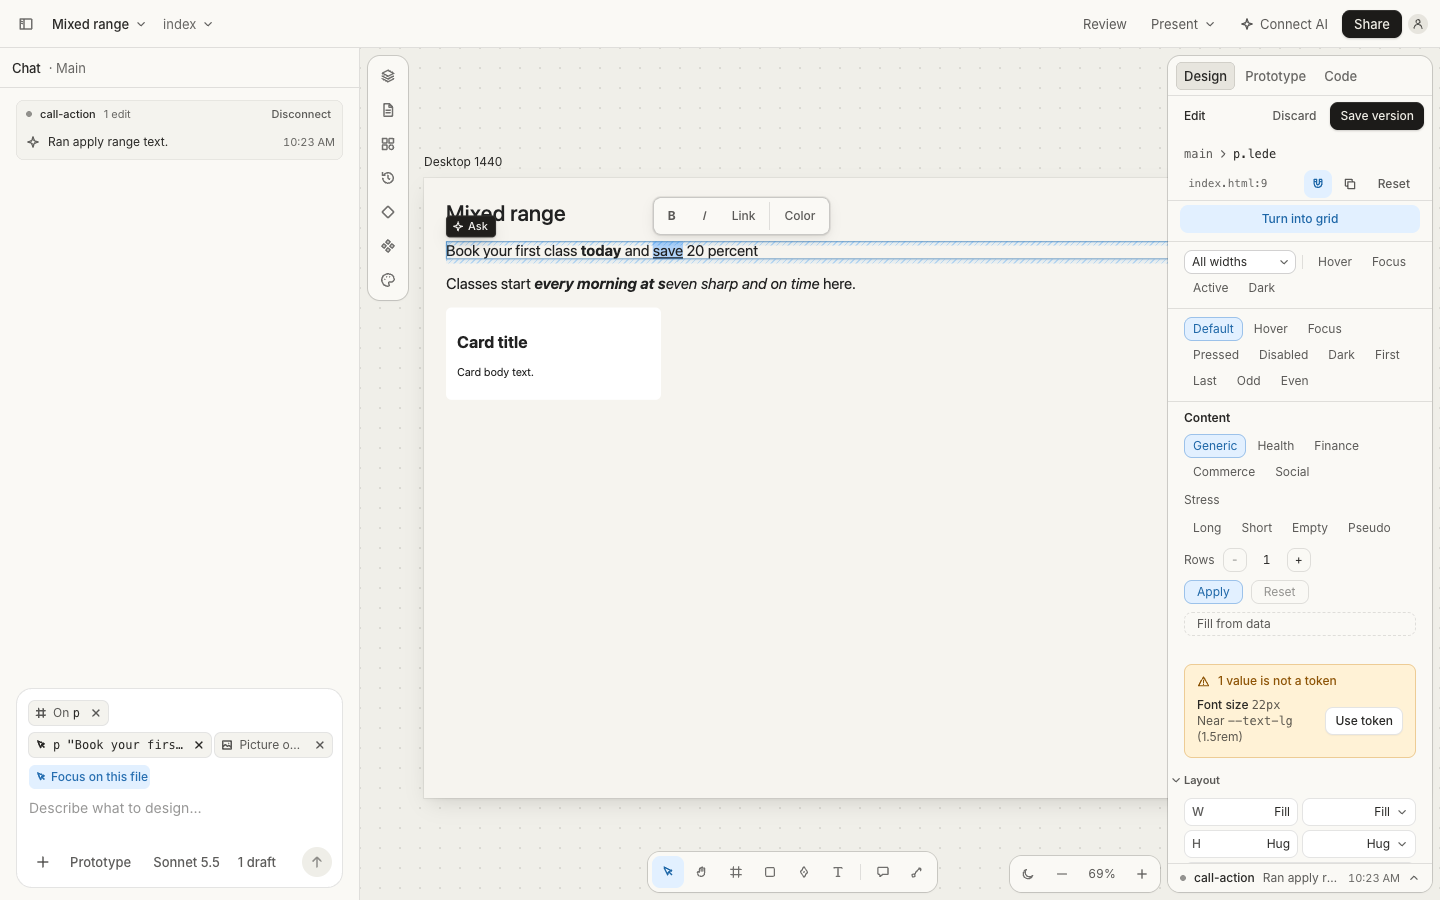 Mixed range
index
Review
Present
Connect AI
Share
Chat · Main
call-action 1 edit
Disconnect
Ran apply range text.
10:23 AM
On p
p "Book your firs…
Picture o…
Focus on this file
Describe what to design...
Prototype
Sonnet 5.5
1 draft
Desktop 1440
Mixed range
Ask
B
I
Link
Color
Book your first class today and save 20 percent
Classes start every morning at seven sharp and on time here.
Card title
Card body text.
69%
Design
Prototype
Code
Edit
Discard
Save version
main > p.lede
index.html:9
Reset
Turn into grid
All widths
Hover
Focus
Active
Dark
Default
Hover
Focus
Pressed
Disabled
Dark
First
Last
Odd
Even
Content
Generic
Health
Finance
Commerce
Social
Stress
Long
Short
Empty
Pseudo
Rows
-
1
+
Apply
Reset
Fill from data
1 value is not a token
Font size 22px
Near --text-lg
(1.5rem)
Use token
Layout
W
Fill
Fill
H
Hug
Hug
call-action
Ran apply r...
10:23 AM